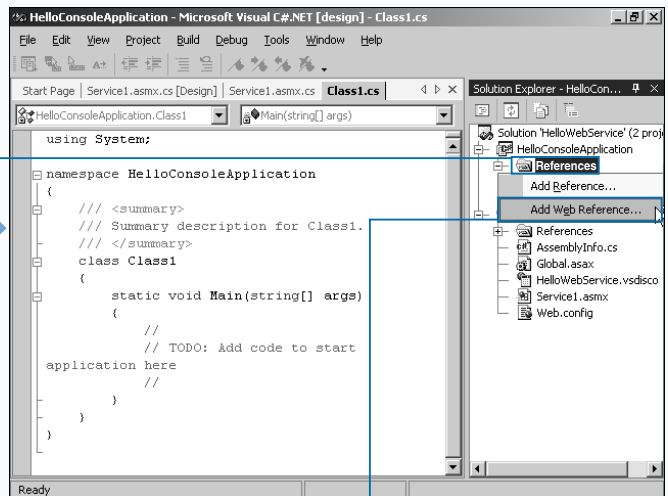 HelloConsoleApplication - Microsoft Visual C#.NET [design] - Class1.cs
File Edit View Project Build Debug Tools Window Help
Start Page Service1.asmx.cs [Design] Service1.asmx.cs Class1.cs
HelloConsoleApplication.Class1 Main(string[] args)
using System;
namespace HelloConsoleApplication
{
/// <summary>
/// Summary description for Class1.
/// </summary>
class Class1
{
static void Main(string[] args)
{
//
// TODO: Add code to start
application here
//
}
}
}
Ready
Solution Explorer - HelloCon...
Solution 'HelloWebService' (2 proj
HelloConsoleApplication
References
Add Reference...
Add Web Reference...
References
AssemblyInfo.cs
Global.asax
HelloWebService.vsdisco
Service1.asmx
Web.config